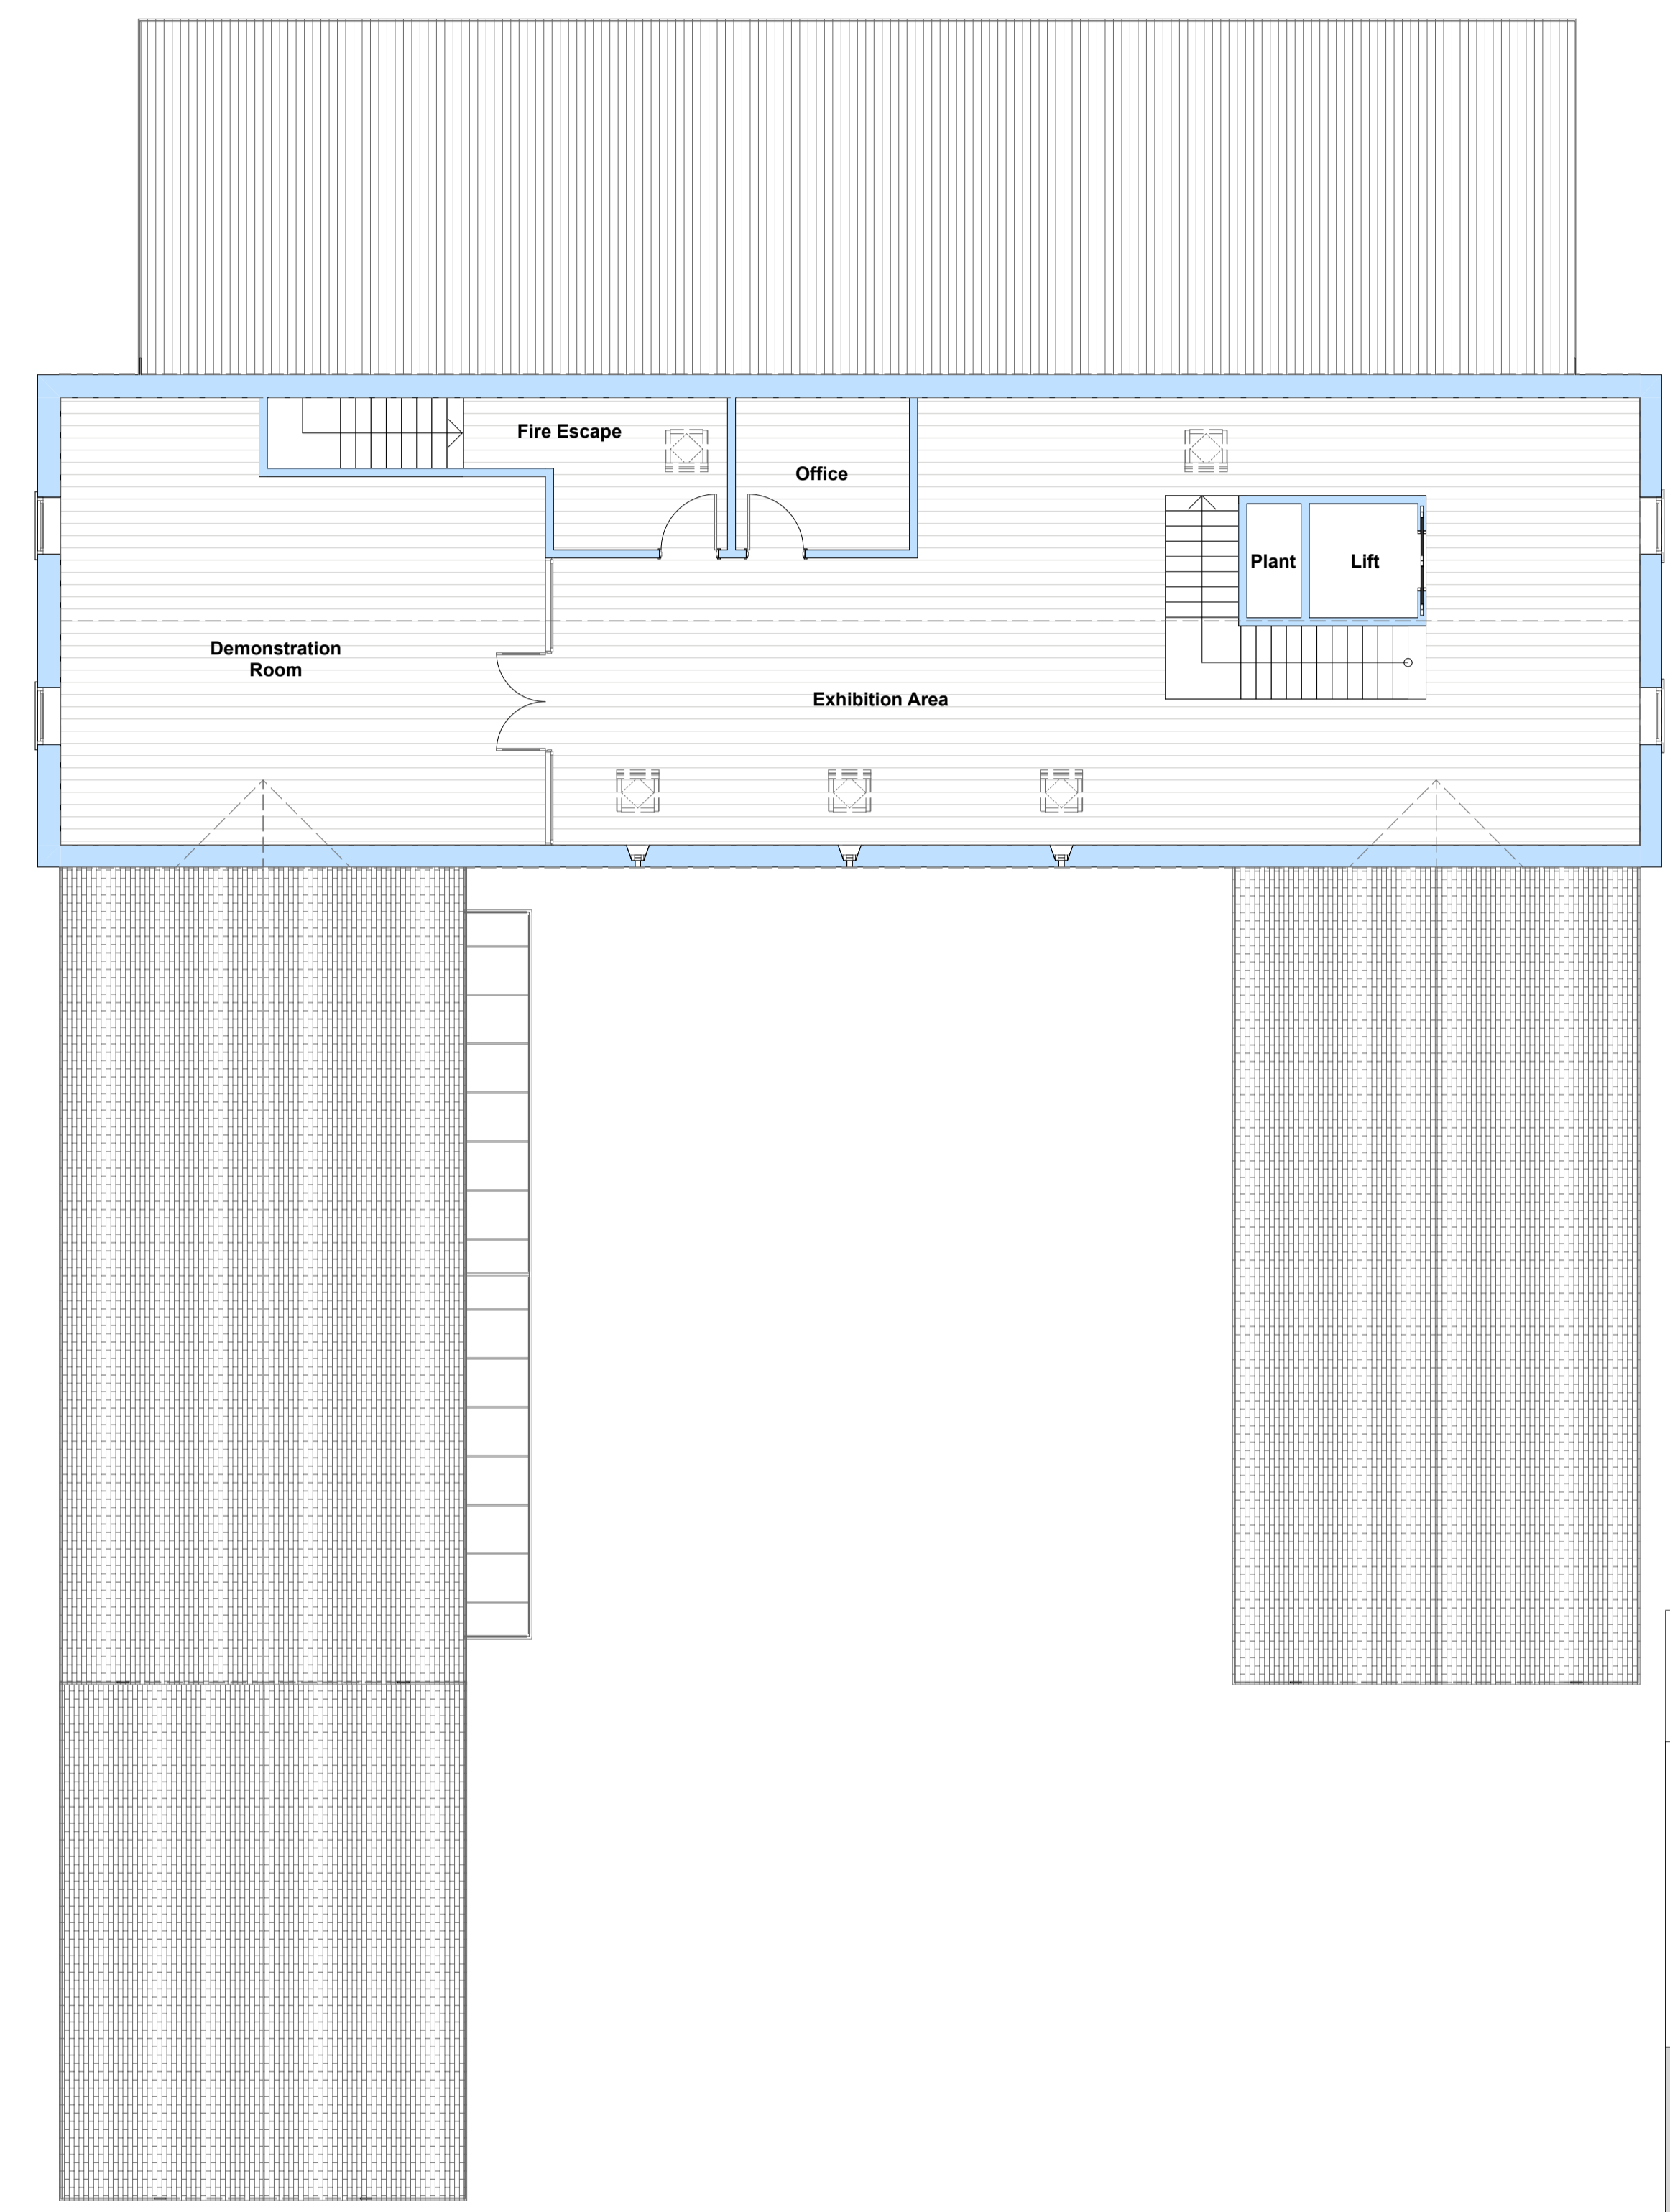 Fire Escape
Office
Plant
Lift
Demonstration
Room
Exhibition Area